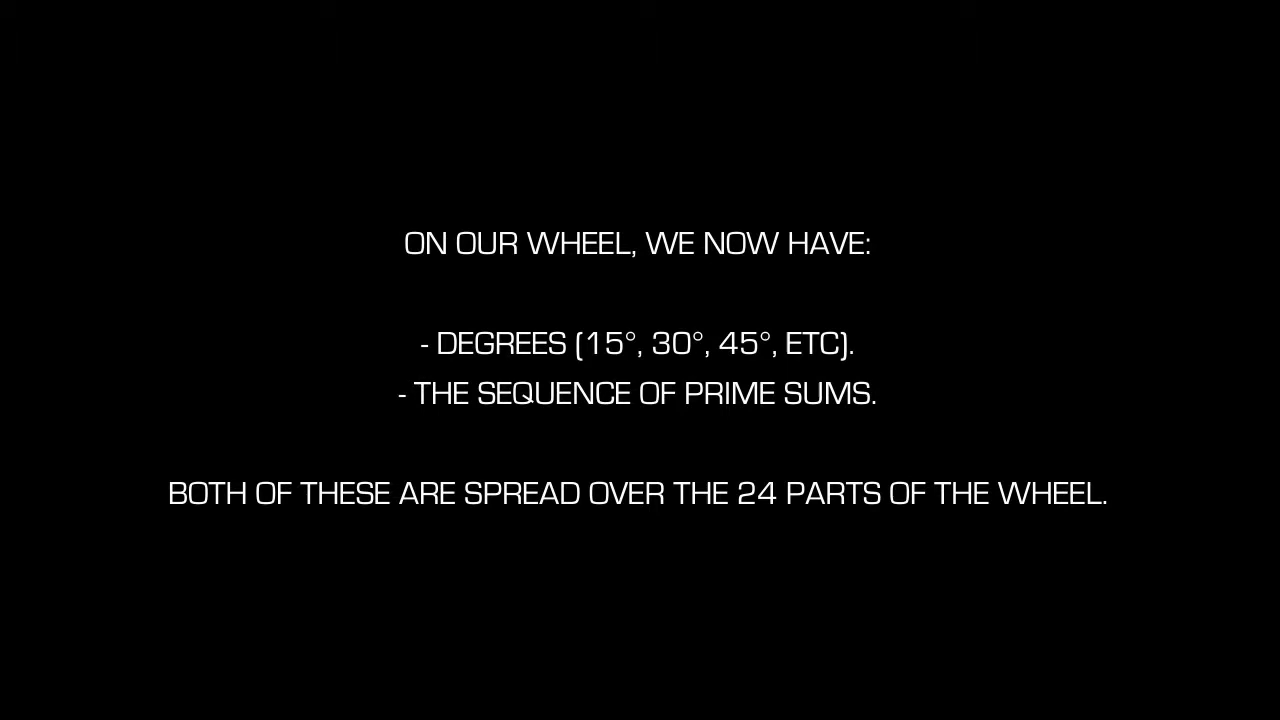 ON OUR WHEEL, WE NOW HAVE:
- DEGREES (15°, 30°, 45°, ETC).
- THE SEQUENCE OF PRIME SUMS.
BOTH OF THESE ARE SPREAD OVER THE 24 PARTS OF THE WHEEL.